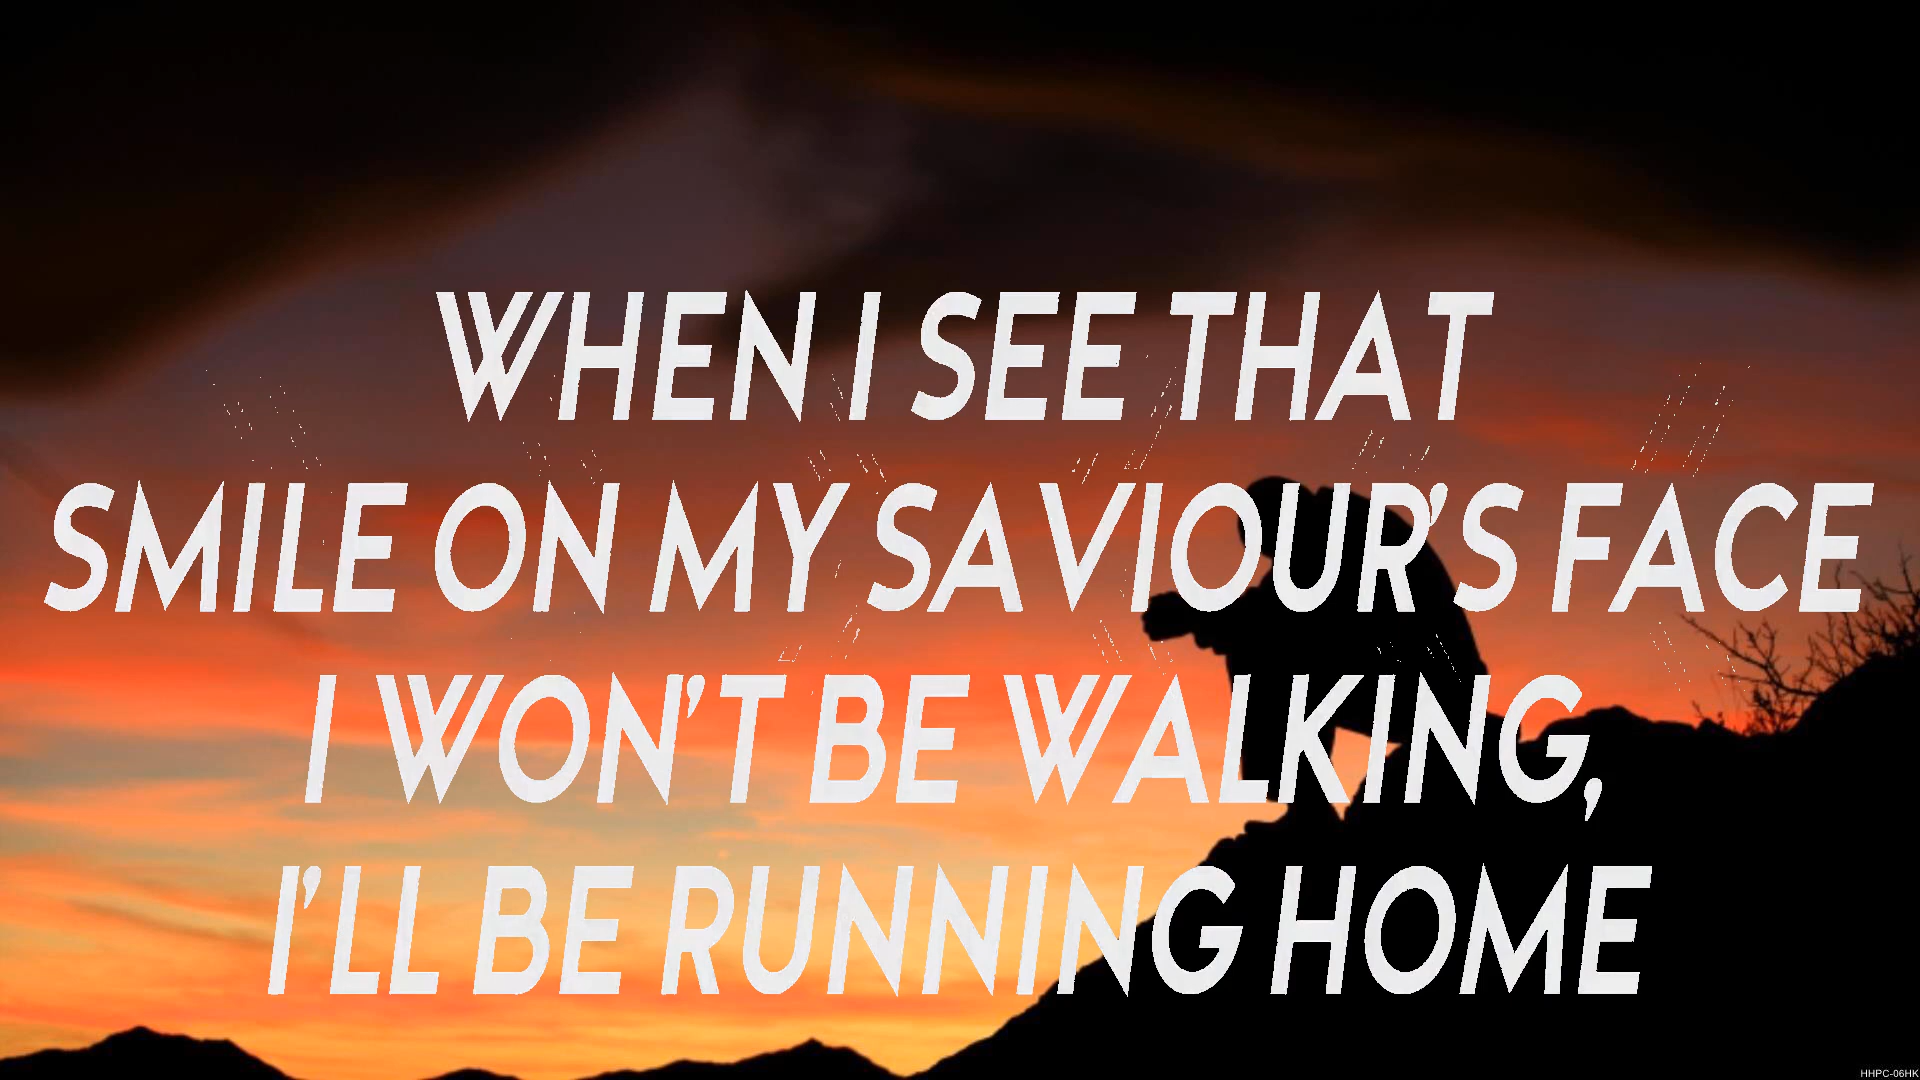 WHEN I SEE THAT
SMILE ON MY SAVIOUR'S FACE
I WON'T BE WALKING,
I'LL BE RUNNING HOME
HHPC-06HK